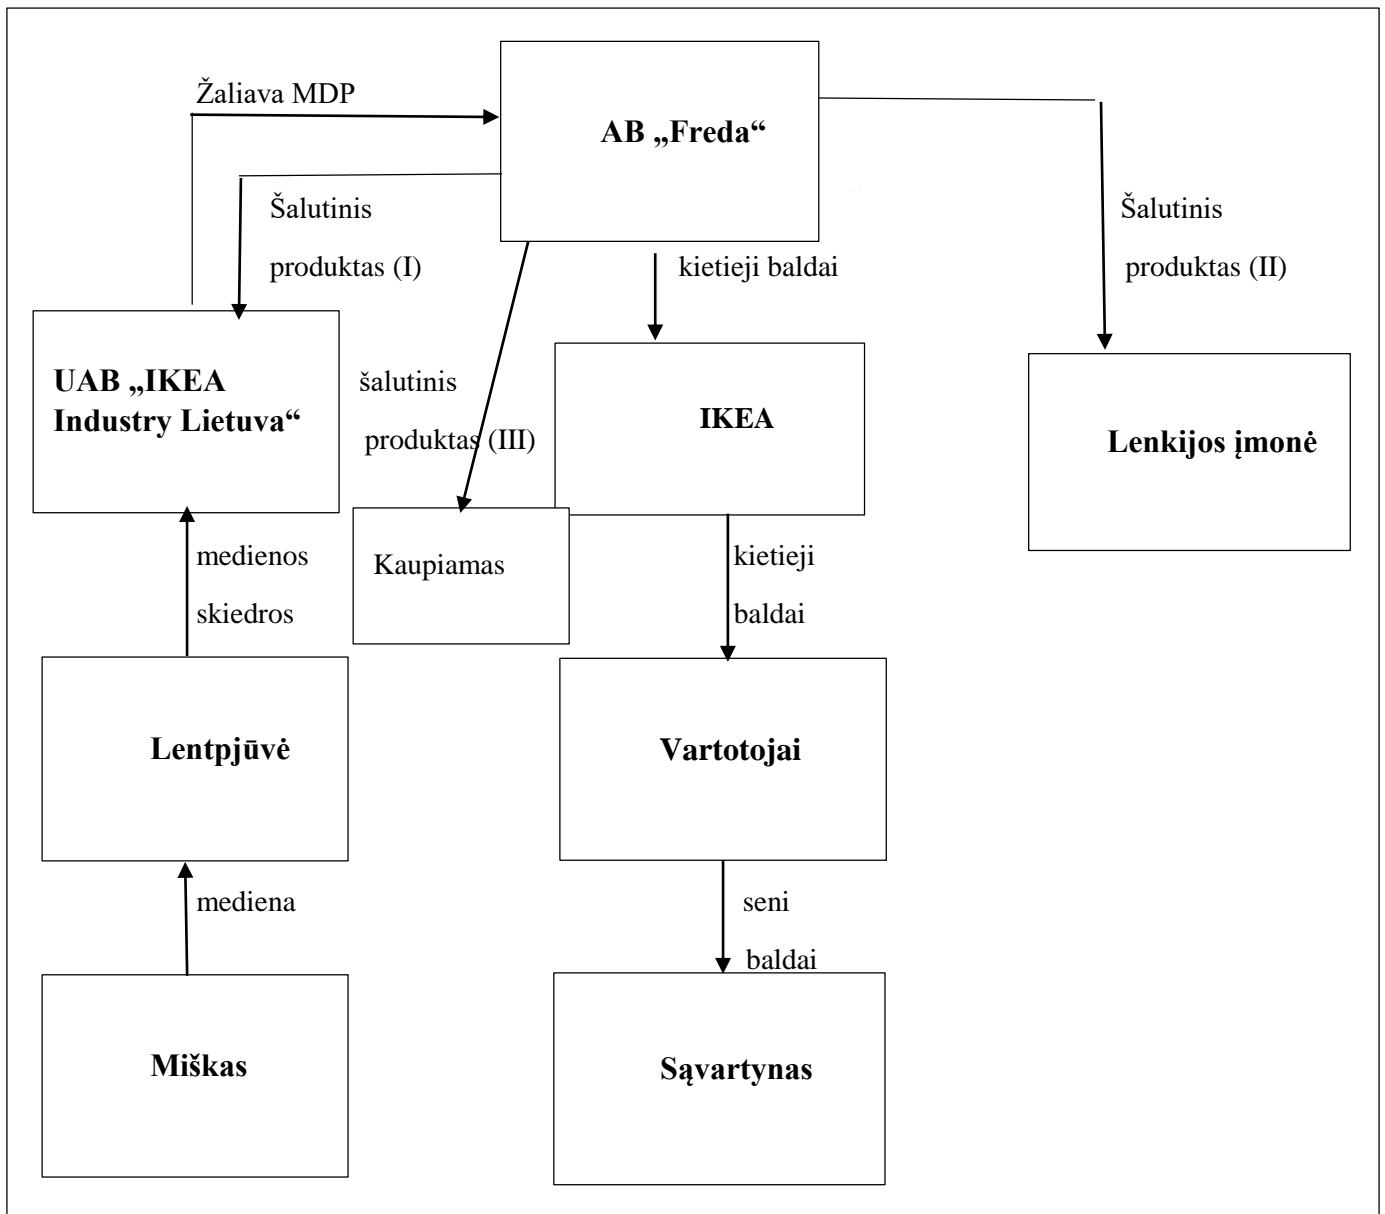 Žaliava MDP
AB „Freda“
Šalutinis
produktas (I)
kietieji baldai
Šalutinis
produktas (II)
UAB „IKEA
Industry Lietuva“
šalutinis
produktas (III)
IKEA
Lenkijos įmonė
medienos
skiedros
Kaupiamas
kietieji
baldai
Lentpjūvė
Vartotojai
mediena
seni
baldai
Miškas
Sąvartynas